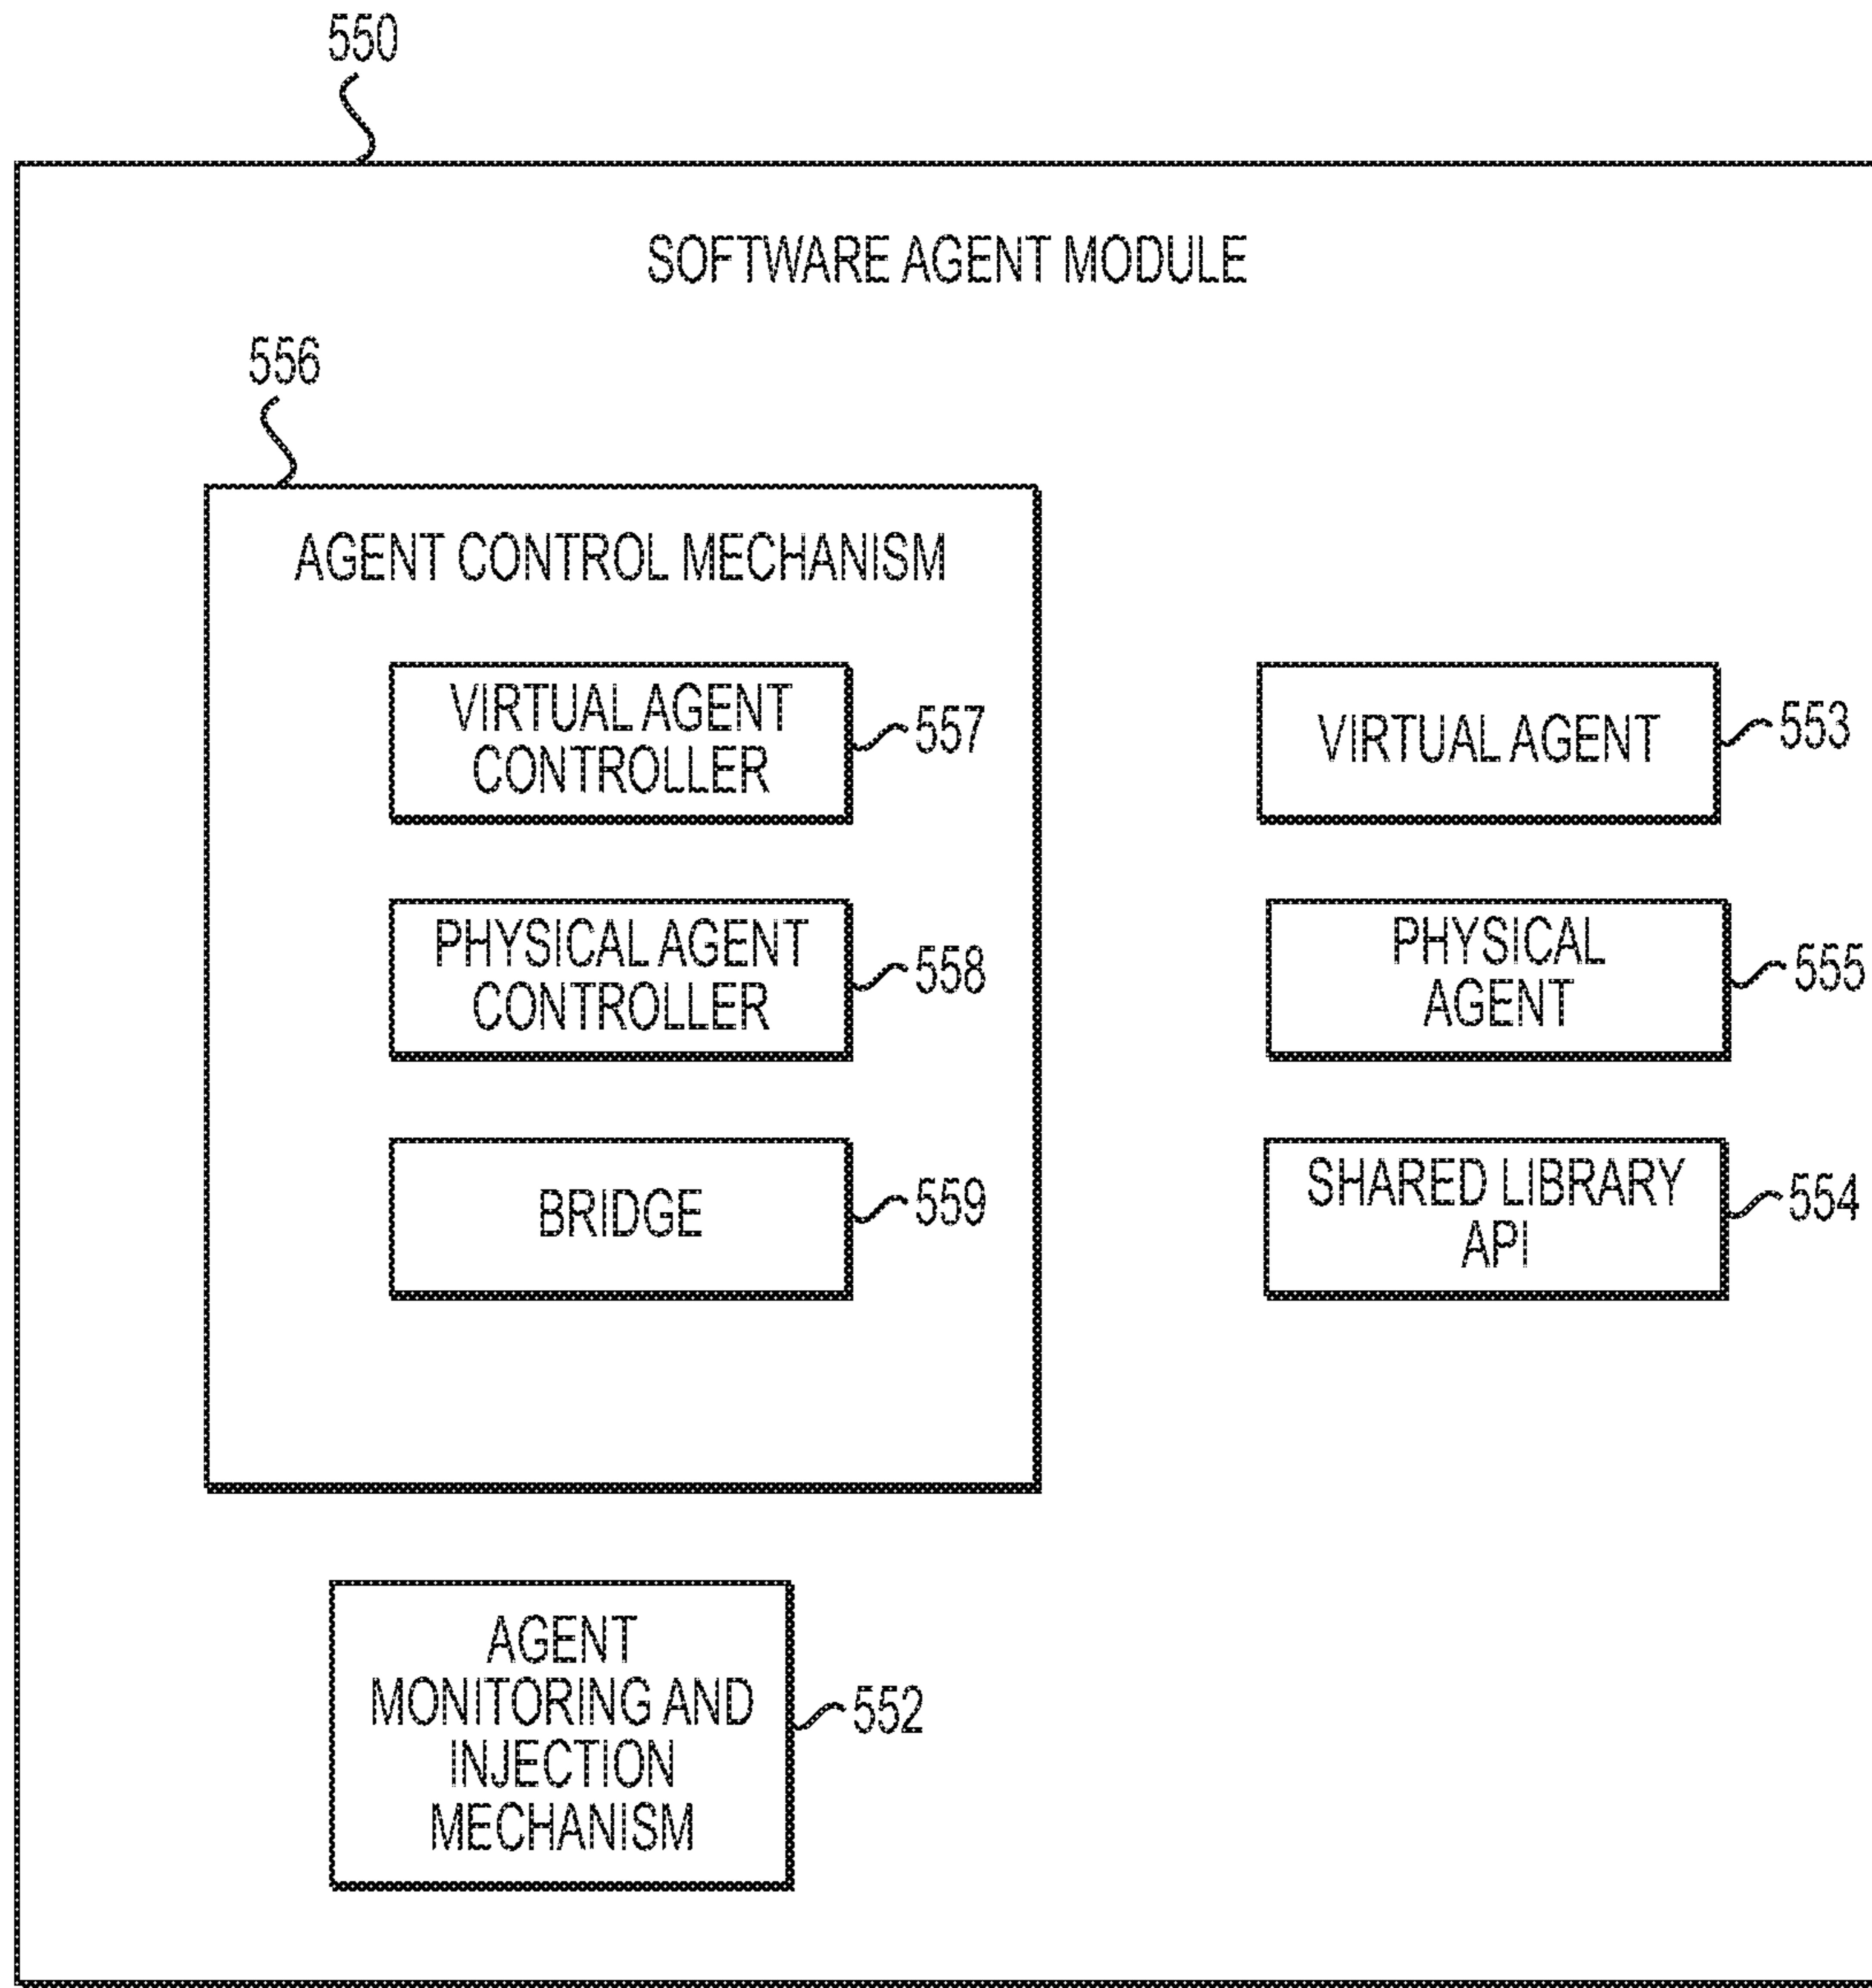 550
SOFTWARE AGENT MODULE
556
AGENT CONTROL MECHANISM
VIRTUAL AGENT
CONTROLLER
557
VIRTUAL AGENT
553
PHYSICAL AGENT
CONTROLLER
558
PHYSICAL
AGENT
555
BRIDGE
559
SHARED LIBRARY
API
554
AGENT
MONITORING AND
INJECTION
MECHANISM
552